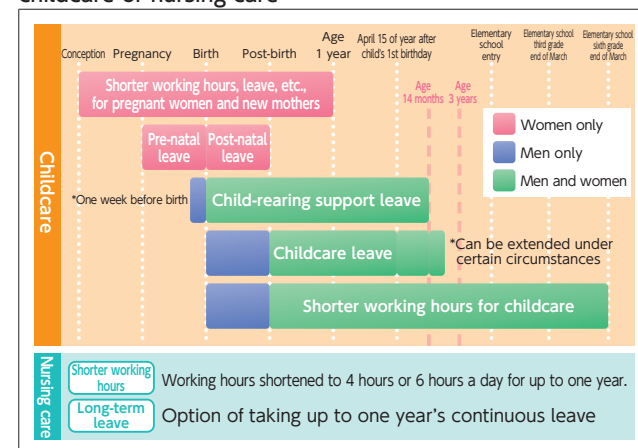 Childcare or nursing care
Conception Pregnancy Birth Post-birth Age 1 year April 15 of year after child's 1st birthday Elementary school entry Elementary school third grade end of March Elementary school sixth grade end of March
Shorter working hours, leave, etc.,
for pregnant women and new mothers
Age
14 months
Age
3 years
Women only
Men only
Men and women
Childcare
Pre-natal
leave
Post-natal
leave
*One week before birth
Child-rearing support leave
Childcare leave
*Can be extended under
certain circumstances
Shorter working hours for childcare
Nursing care
Shorter working
hours
Working hours shortened to 4 hours or 6 hours a day for up to one year.
Long-term
leave
Option of taking up to one year's continuous leave